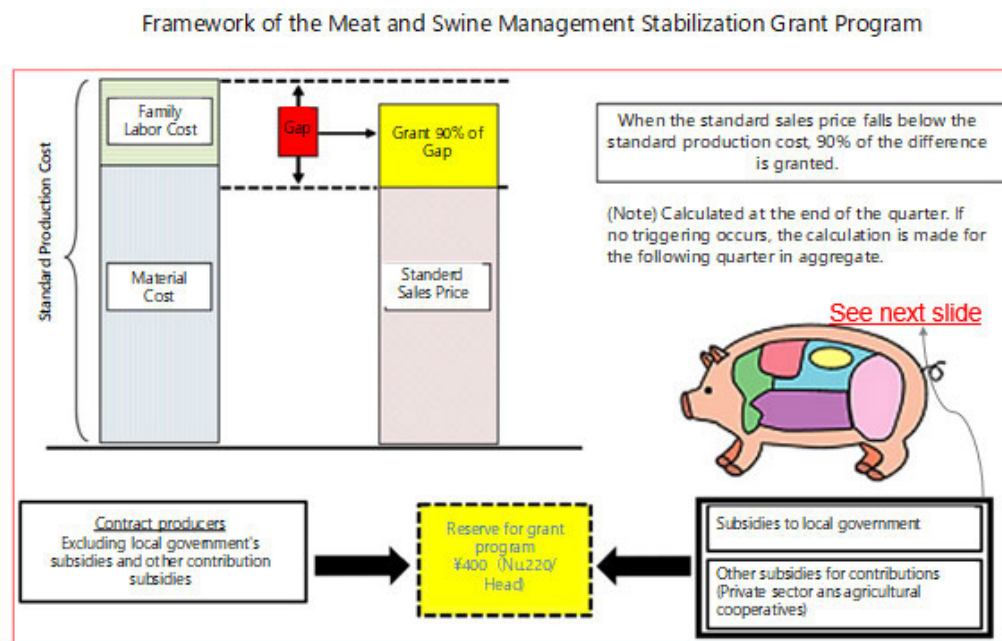 Framework of the Meat and Swine Management Stabilization Grant Program
Standard Production Cost
Family
Labor Cost
Material
Cost
Gap
Grant 90% of
Gap
Standerd
Sales Price
When the standard sales price falls below the
standard production cost, 90% of the difference
is granted.
(Note) Calculated at the end of the quarter. If
no triggering occurs, the calculation is made for
the following quarter in aggregate.
See next slide
Contract producers
Excluding local government's
subsidies and other contribution
subsidies
Reserve for grant
program
¥400 (Nu.220/
Head)
Subsidies to local government
Other subsidies for contributions
(Private sector ans agricultural
cooperatives)